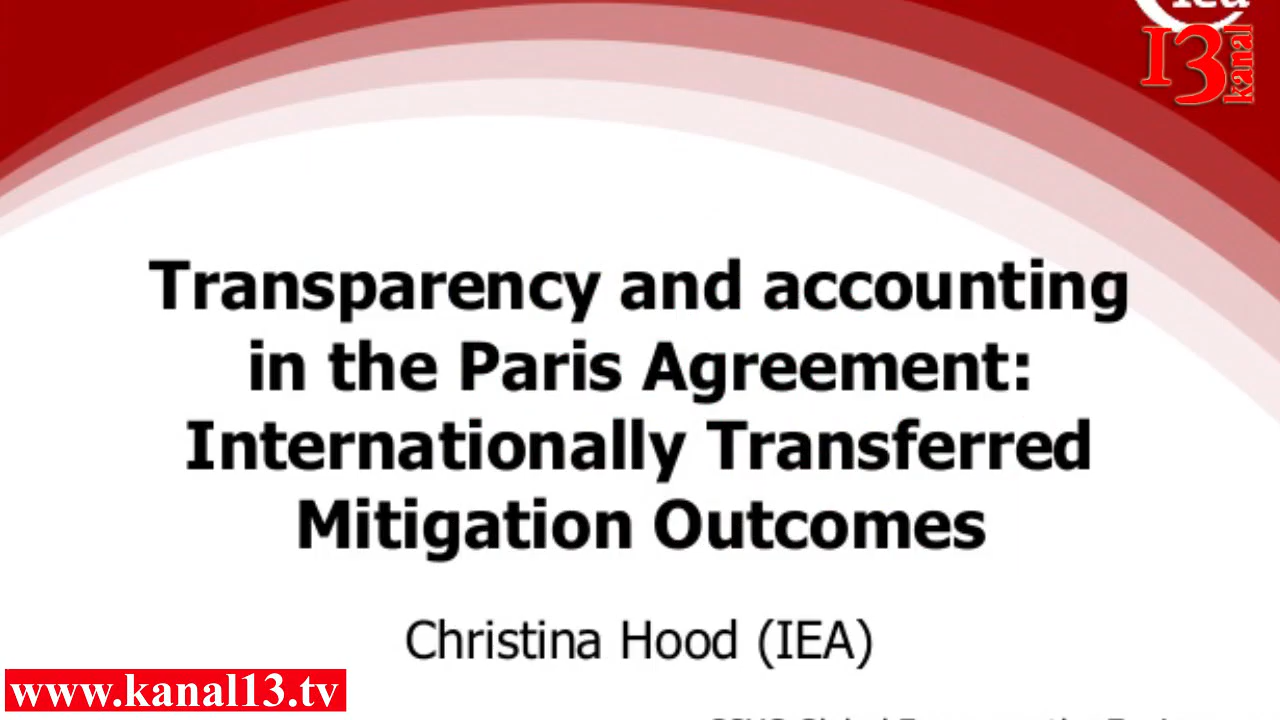 iea
13
kanal
Transparency and accounting
in the Paris Agreement:
Internationally Transferred
Mitigation Outcomes
Christina Hood (IEA)
www.kanal13.tv